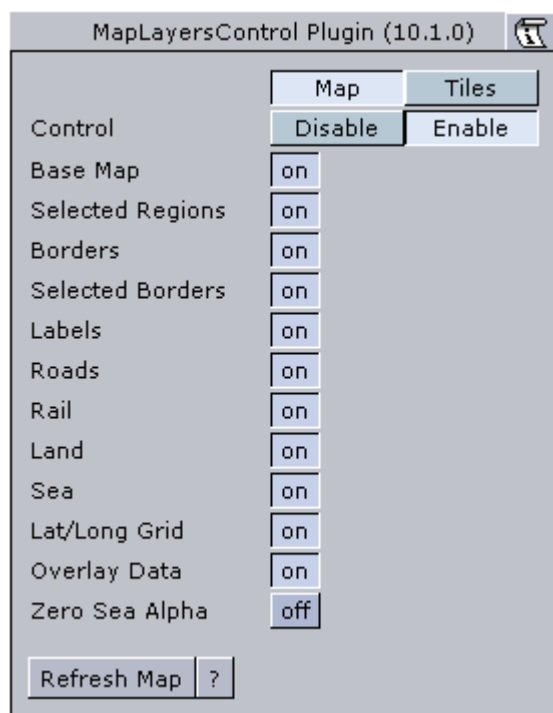 MapLayersControl Plugin (10.1.0)
Map Tiles
Control Disable Enable
Base Map on
Selected Regions on
Borders on
Selected Borders on
Labels on
Roads on
Rail on
Land on
Sea on
Lat/Long Grid on
Overlay Data on
Zero Sea Alpha off
Refresh Map ?